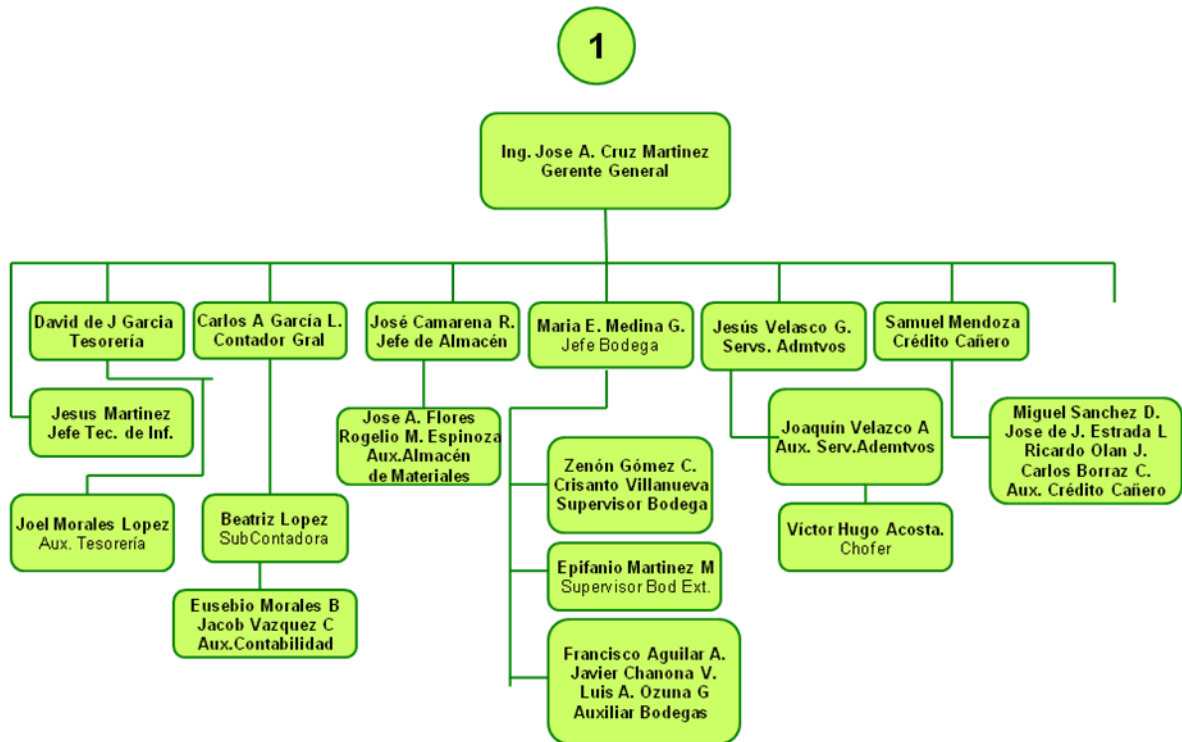 1
Ing. Jose A. Cruz Martinez
Gerente General
David de J Garcia
Tesorería
Carlos A García L.
Contador Gral
José Camarena R.
Jefe de Almacén
Maria E. Medina G.
Jefe Bodega
Jesús Velasco G.
Servs. Admtvos
Samuel Mendoza
Crédito Cañero
Jesus Martinez
Jefe Tec. de Inf.
Jose A. Flores
Rogelio M. Espinoza
Aux.Almacén
de Materiales
Joaquín Velazco A
Aux. Serv.Ademtvos
Miguel Sanchez D.
Jose de J. Estrada L
Ricardo Olan J.
Carlos Borraz C.
Aux. Crédito Cañero
Zenón Gómez C.
Crisanto Villanueva
Supervisor Bodega
Joel Morales Lopez
Aux. Tesorería
Beatriz Lopez
SubContadora
Víctor Hugo Acosta.
Chofer
Epifanio Martinez M
Supervisor Bod Ext.
Eusebio Morales B
Jacob Vazquez C
Aux.Contabilidad
Francisco Aguilar A.
Javier Chanona V.
Luis A. Ozuna G
Auxiliar Bodegas